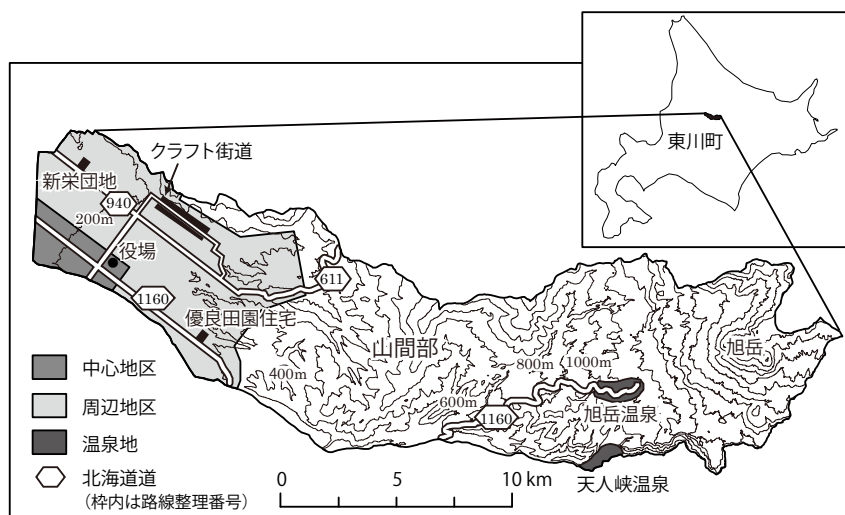 東川町
クラフト街道
新栄団地
940
200m
役場
611
1160
優良田園住宅
山間部
旭岳
800m
1000m
400m
600m
1160
旭岳温泉
天人峡温泉
中心地区
周辺地区
温泉地
北海道道
(枠内は路線整理番号)
0
5
10 km